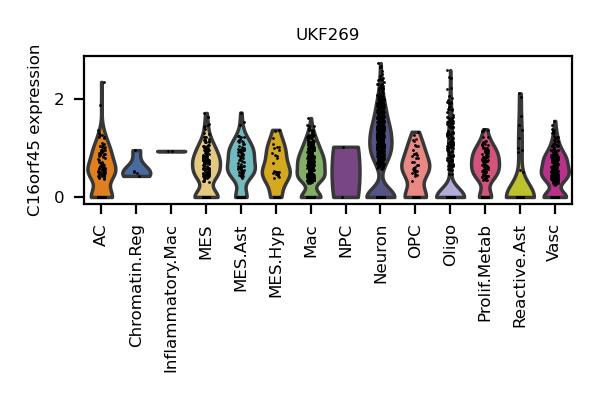 UKF269
C16orf45 expression
2
0
AC
Chromatin.Reg
Inflammatory.Mac
MES
MES.Ast
MES.Hyp
Mac
NPC
Neuron
OPC
Oligo
Prolif.Metab
Reactive.Ast
Vasc